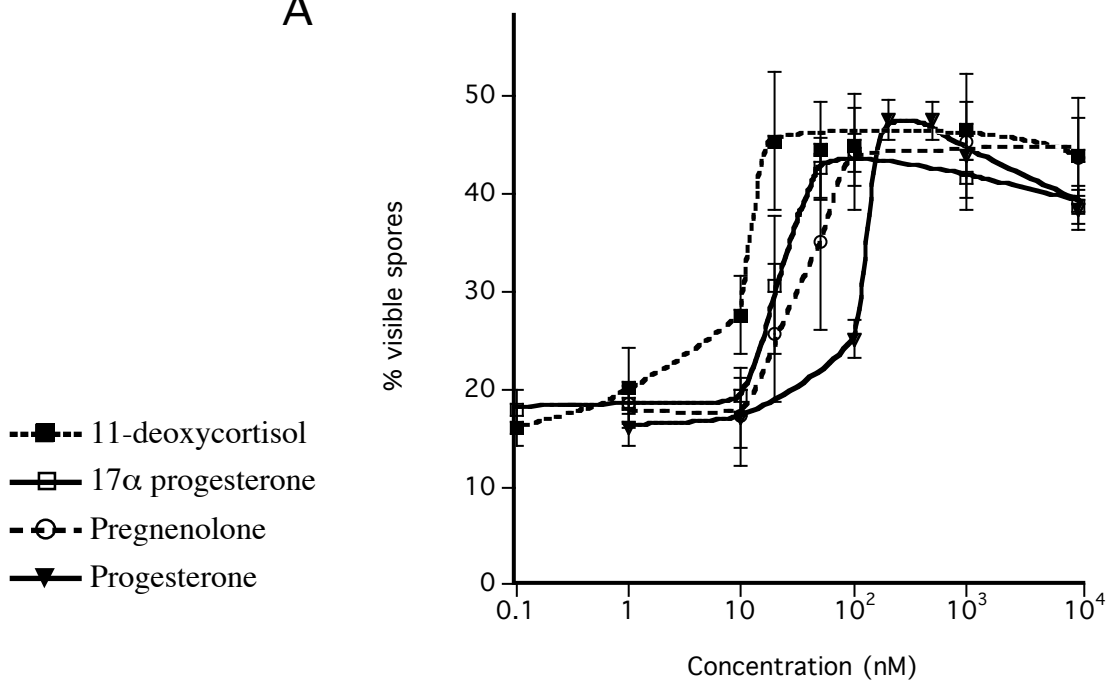 A
50
40
30
20
10
0
% visible spores
0.1 1 10 10² 10³ 10⁴
Concentration (nM)
11-deoxycortisol
17α progesterone
Pregnenolone
Progesterone